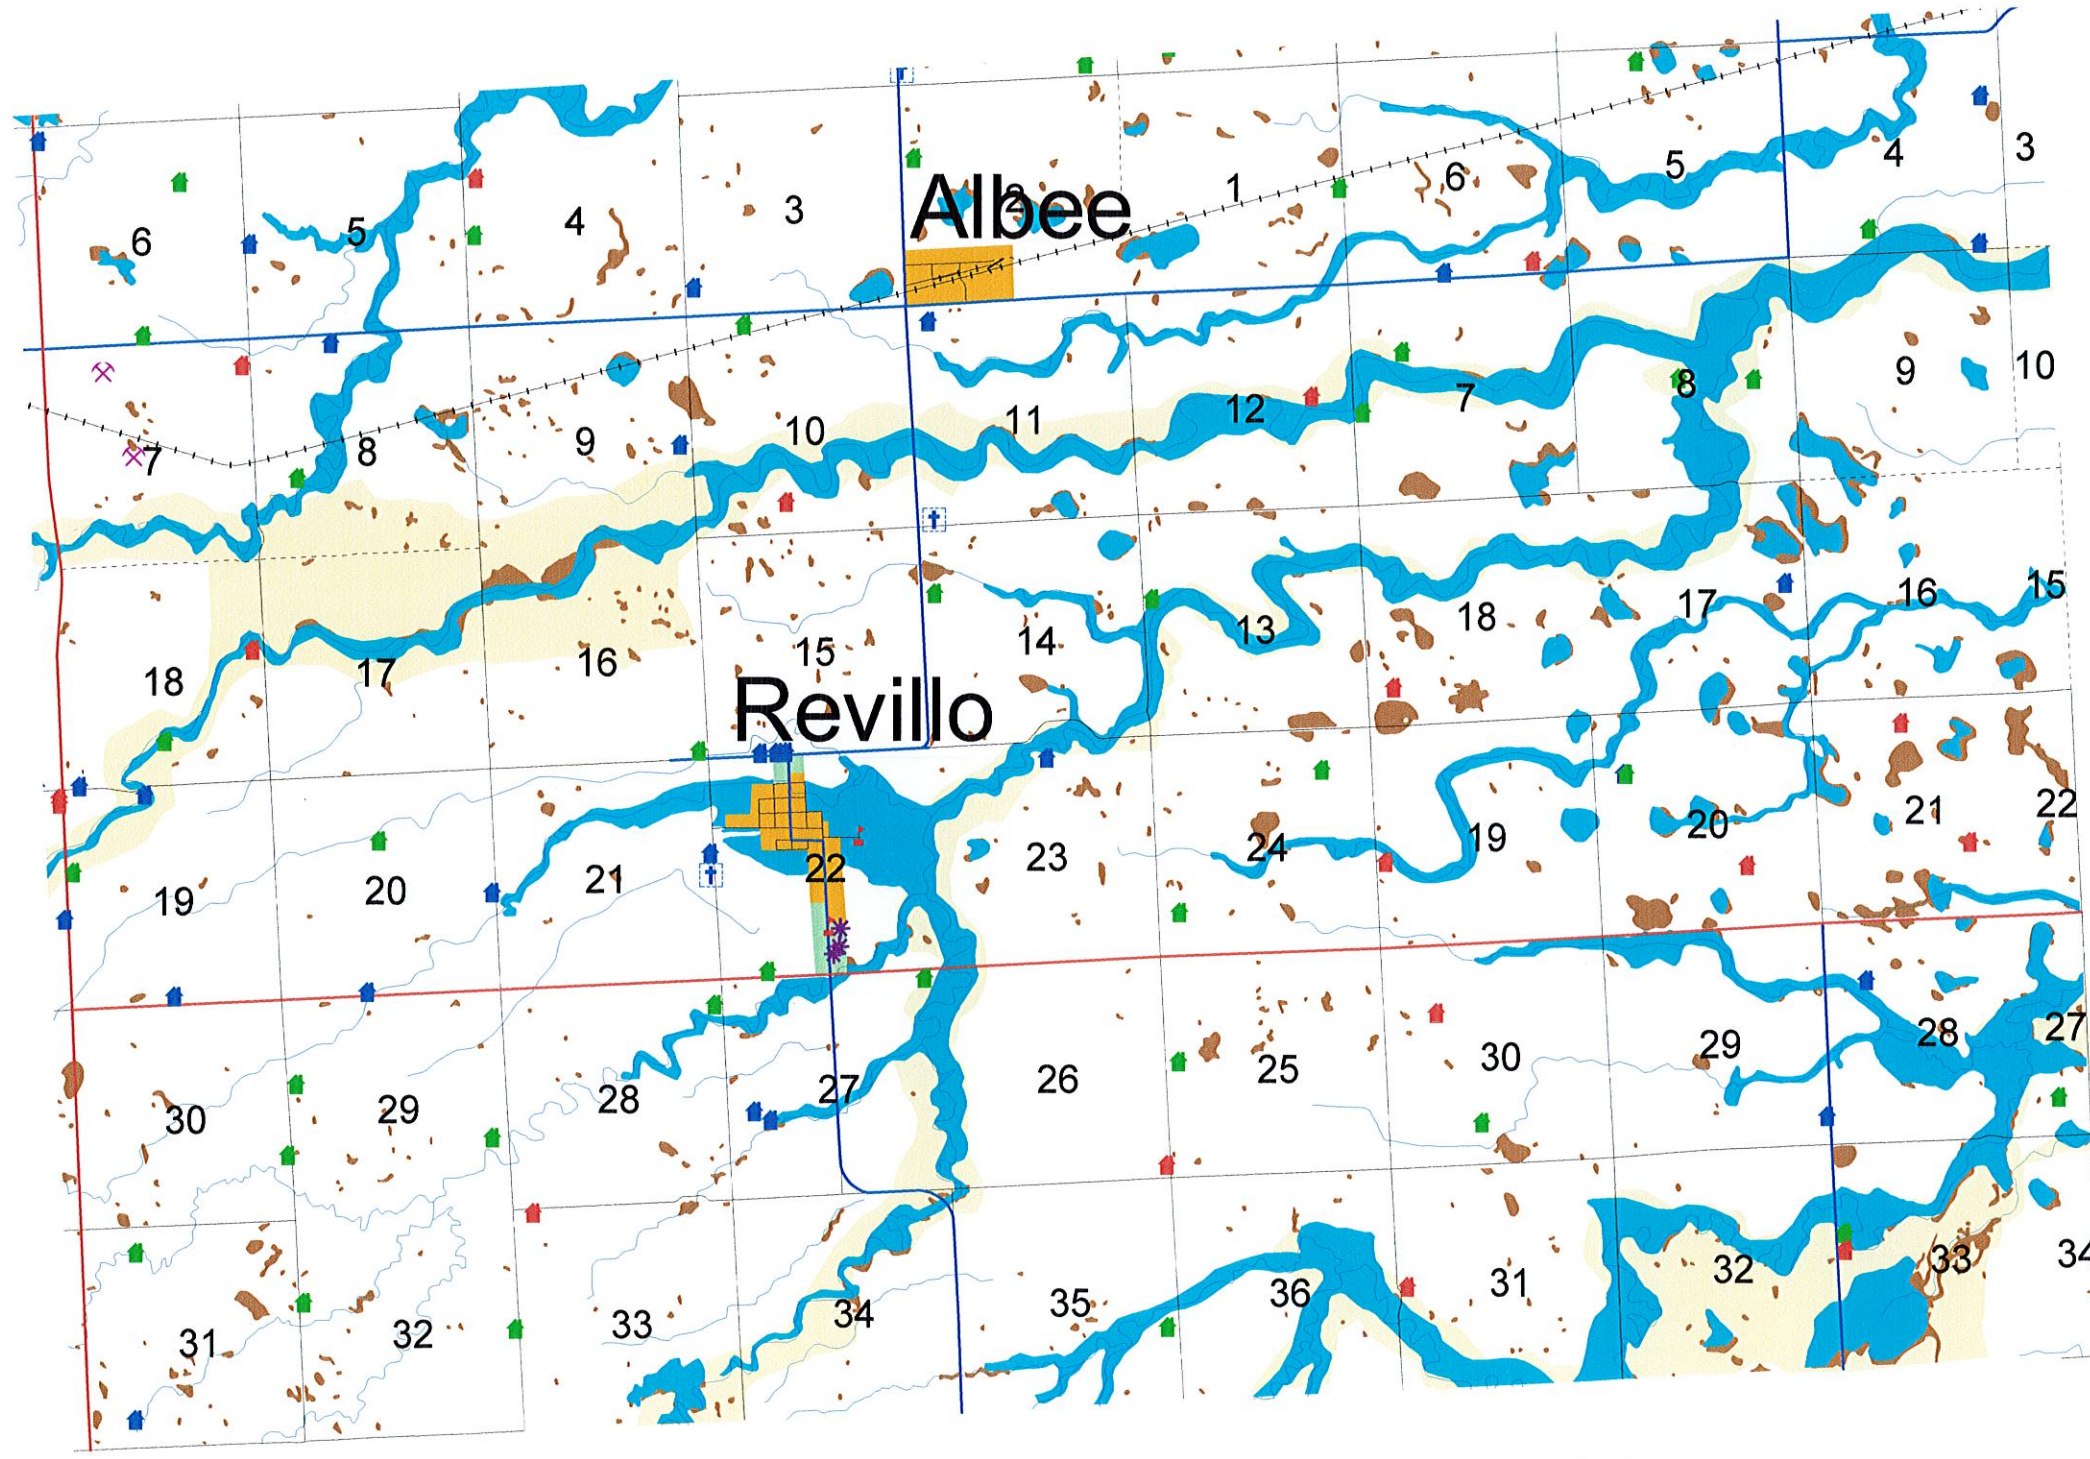 6 5 4 3 2 1 6 5 4 3
Albee
7 8 9 10 11 12 7 8 9 10
18 17 16 15 14 13 18 17 16 15
Revillo
19 20 21 22 23 24 19 20 21 22
30 29 28 27 26 25 30 29 28 27
31 32 33 34 35 36 31 32 33 34